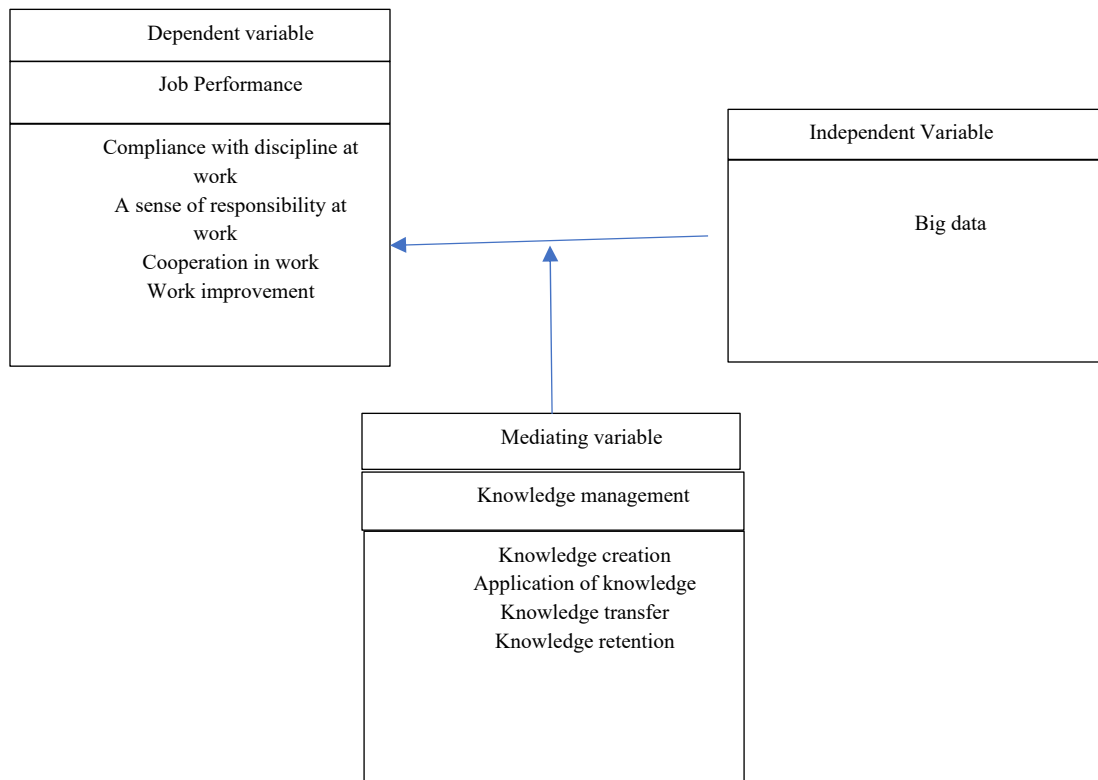 Dependent variable
Job Performance
Compliance with discipline at
work
A sense of responsibility at
work
Cooperation in work
Work improvement
Independent Variable
Big data
Mediating variable
Knowledge management
Knowledge creation
Application of knowledge
Knowledge transfer
Knowledge retention